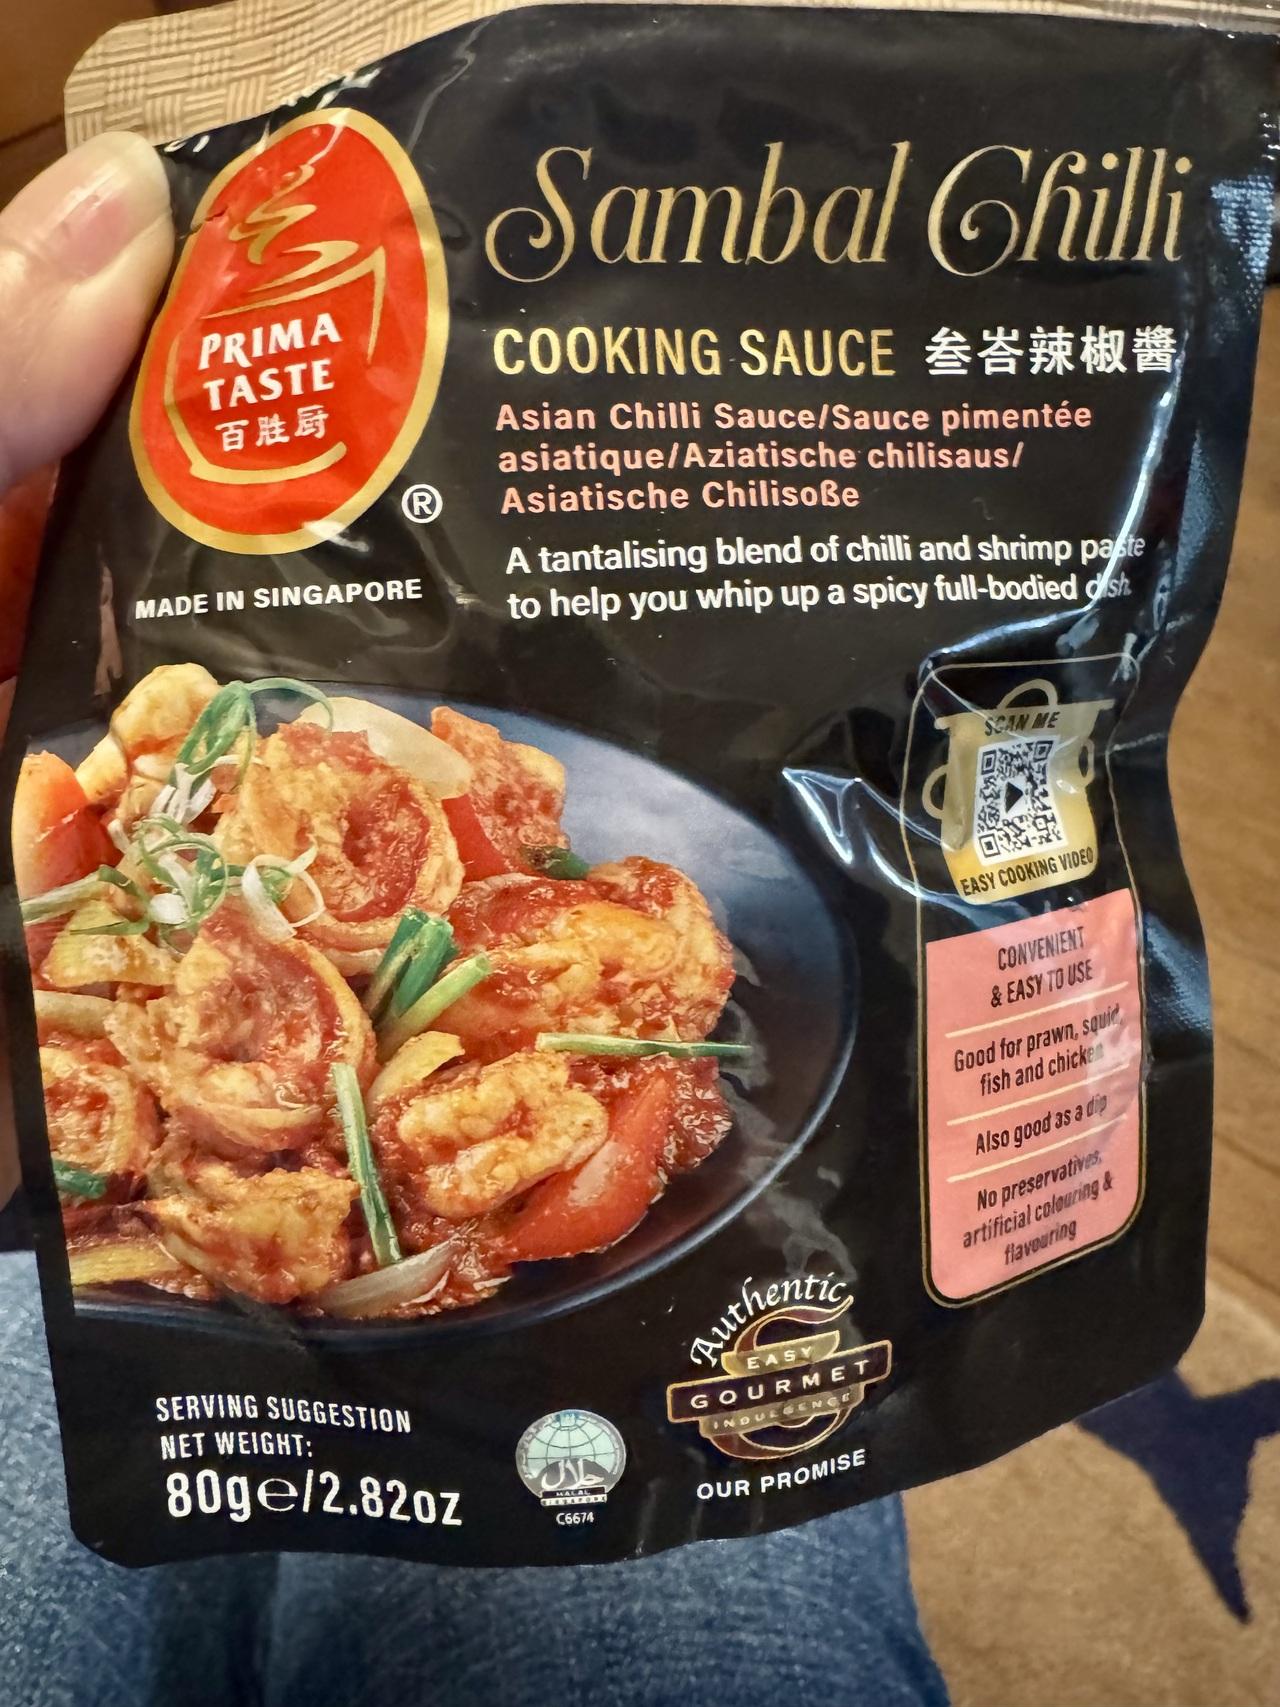 PRIMA
TASTE
百胜厨
®
MADE IN SINGAPORE
Sambal Chilli
COOKING SAUCE 叁峇辣椒醬
Asian Chilli Sauce/Sauce pimentée
asiatique/Aziatische chilisaus/
Asiatische Chilisoße
A tantalising blend of chilli and shrimp paste
to help you whip up a spicy full-bodied dish.
SCAN ME
EASY COOKING VIDEO
CONVENIENT
& EASY TO USE
Good for prawn, squid,
fish and chicken
Also good as a dip
No preservatives,
artificial colouring &
flavouring
Authentic
EASY
GOURMET
INDULGENCE
OUR PROMISE
SERVING SUGGESTION
NET WEIGHT:
80g℮/2.82oz
حلال
HALAL
SINGAPORE
C6674